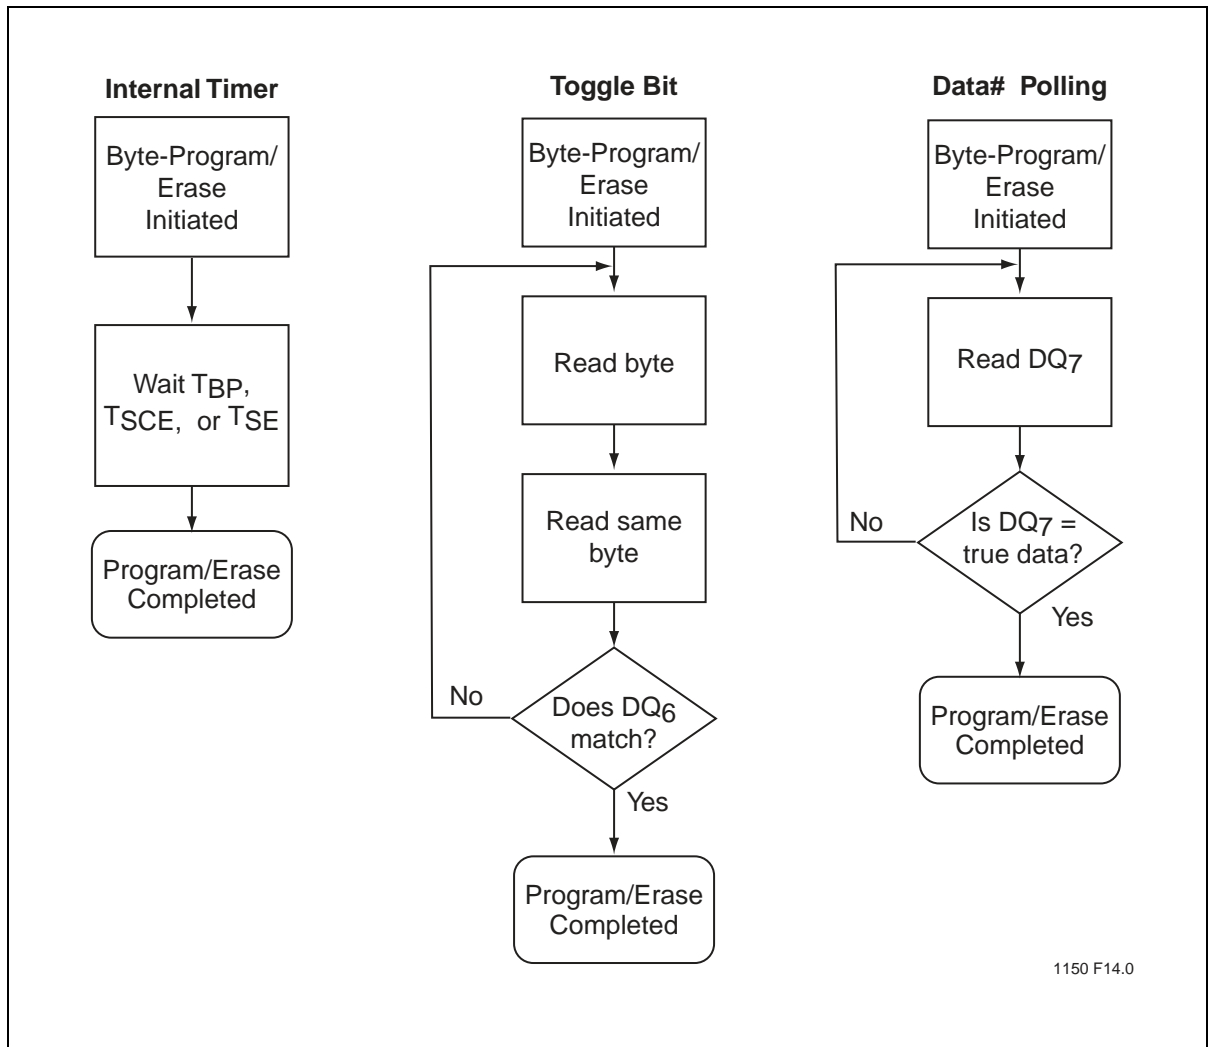 Internal Timer
Byte-Program/
Erase
Initiated
Wait TBP,
TSCE, or TSE
Program/Erase
Completed
Toggle Bit
Byte-Program/
Erase
Initiated
Read byte
Read same
byte
No
Does DQ6
match?
Yes
Program/Erase
Completed
Data# Polling
Byte-Program/
Erase
Initiated
Read DQ7
No
Is DQ7 =
true data?
Yes
Program/Erase
Completed
1150 F14.0